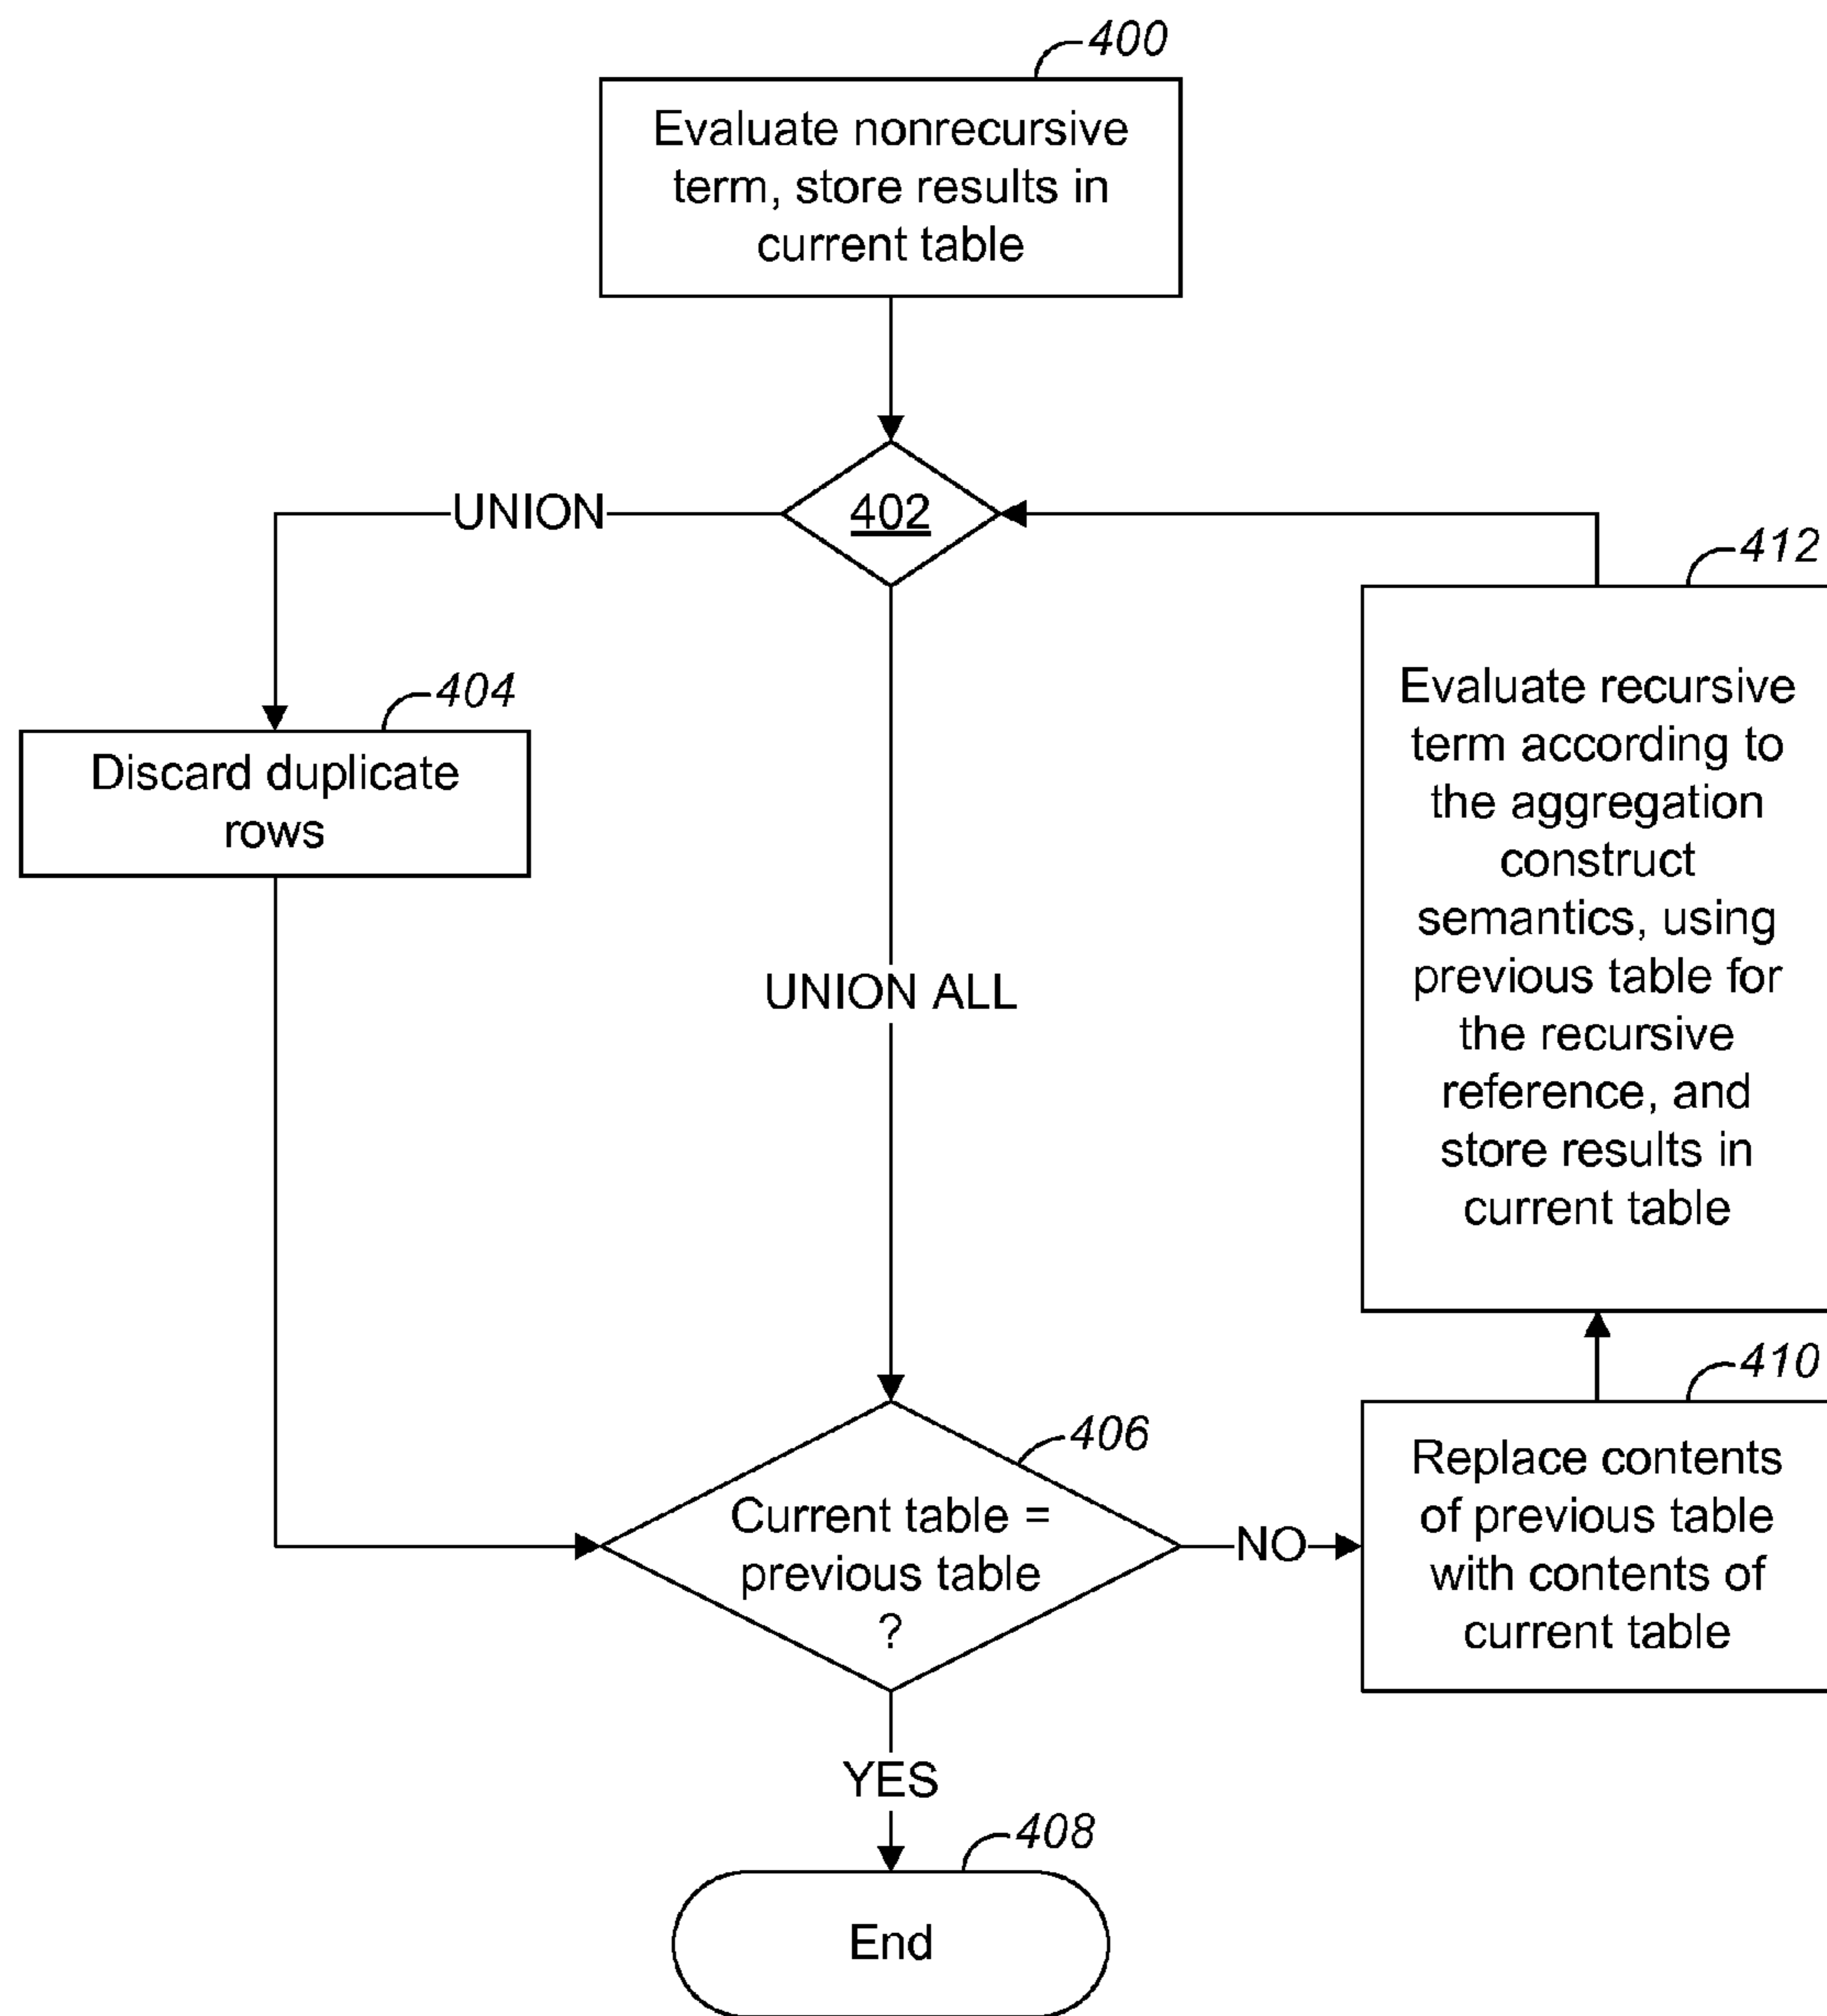 400
Evaluate nonrecursive
term, store results in
current table
402
UNION
412
Evaluate recursive
term according to
the aggregation
construct
semantics, using
previous table for
the recursive
reference, and
store results in
current table
404
Discard duplicate
rows
UNION ALL
406
Current table =
previous table
?
NO
410
Replace contents
of previous table
with contents of
current table
YES
408
End